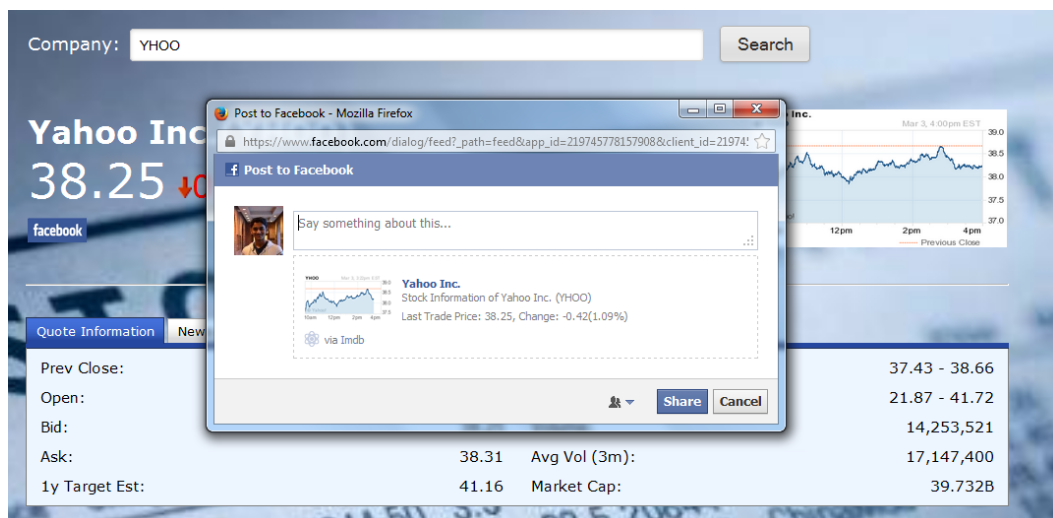 Company: YHOO Search
Post to Facebook - Mozilla Firefox
https://www.facebook.com/dialog/feed?_path=feed&app_id=219745778157908&client_id=21974
f Post to Facebook
Say something about this...
YHOO
Yahoo Inc.
Stock Information of Yahoo Inc. (YHOO)
Last Trade Price: 38.25, Change: -0.42(1.09%)
via Imdb
Share Cancel
Yahoo Inc
38.25
facebook
Inc.
Mar 3, 4:00pm EST
39.0
38.5
38.0
37.5
37.0
12pm 2pm 4pm
Previous Close
Quote Information New
Prev Close: 37.43 - 38.66
Open: 21.87 - 41.72
Bid: 14,253,521
Ask: 38.31 Avg Vol (3m): 17,147,400
1y Target Est: 41.16 Market Cap: 39.732B